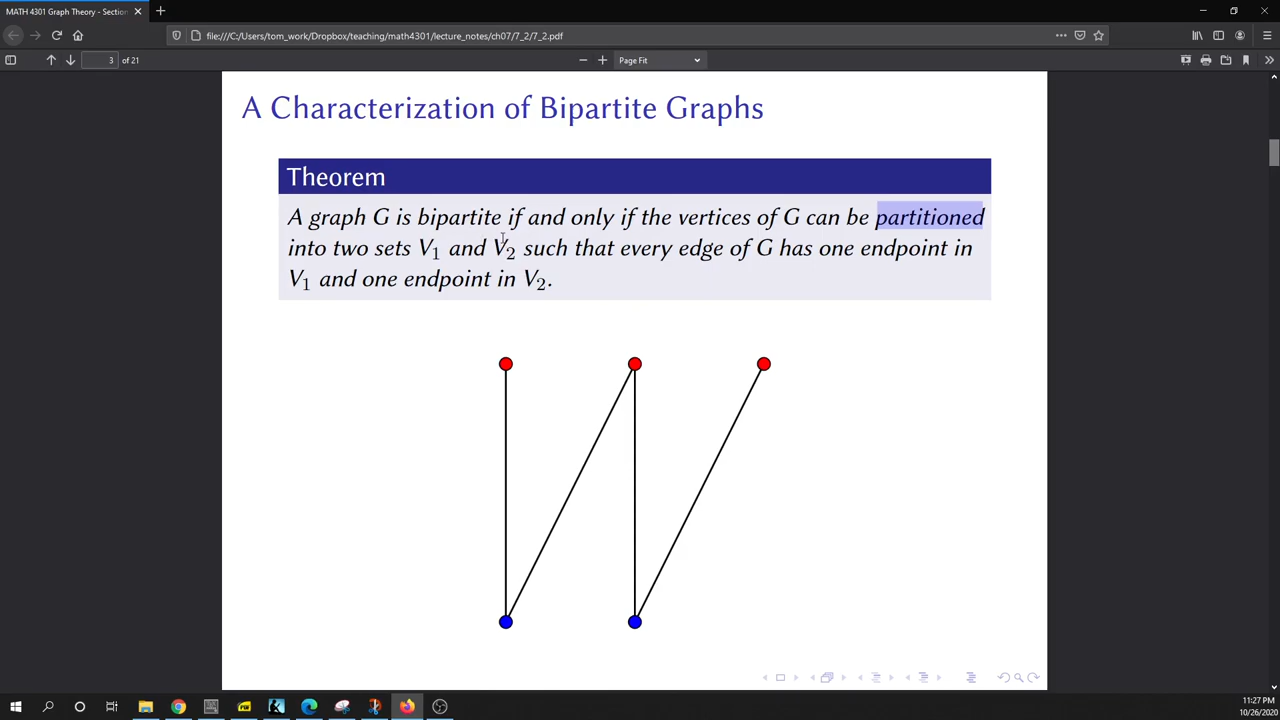 MATH 4301 Graph Theory - Section
file:///C:/Users/tom_work/Dropbox/teaching/math4301/lecture_notes/ch07/7_2/7_2.pdf
3 of 21
Page Fit
A Characterization of Bipartite Graphs
Theorem
A graph G is bipartite if and only if the vertices of G can be partitioned
into two sets V₁ and V₂ such that every edge of G has one endpoint in
V₁ and one endpoint in V₂.
11:27 PM
10/26/2020